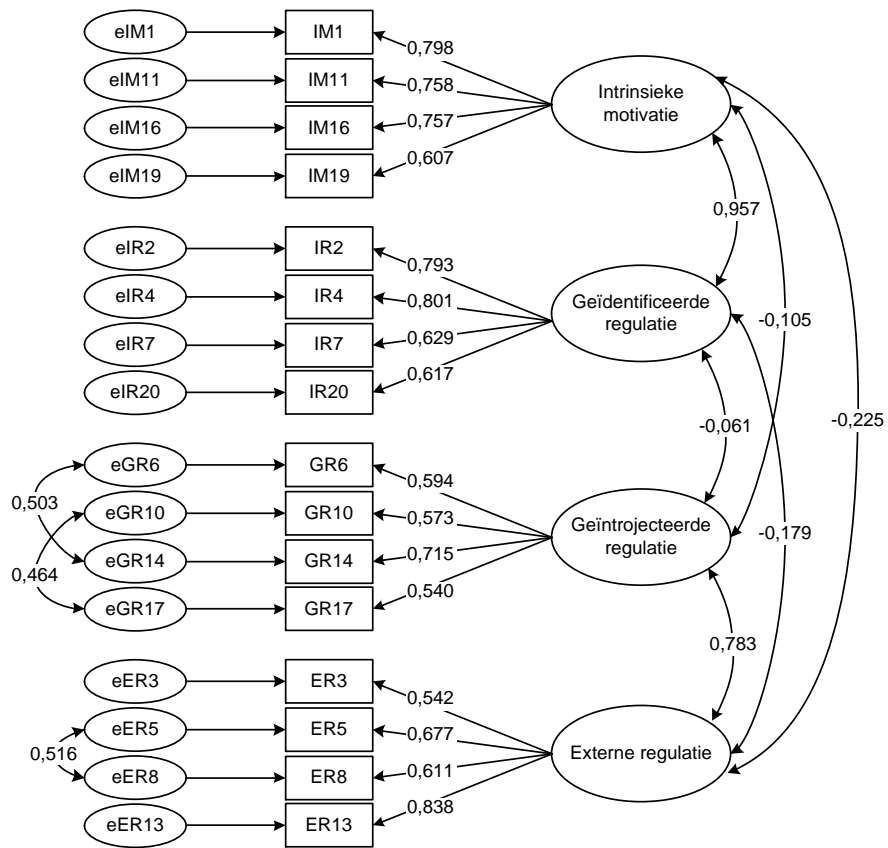 eIM1
IM1
0,798
eIM11
IM11
0,758
eIM16
IM16
0,757
eIM19
IM19
0,607
Intrinsieke
motivatie
0,957
eIR2
IR2
0,793
eIR4
IR4
0,801
eIR7
IR7
0,629
eIR20
IR20
0,617
Geïdentificeerde
regulatie
-0,105
-0,225
-0,061
eGR6
GR6
0,594
eGR10
GR10
0,573
eGR14
GR14
0,715
eGR17
GR17
0,540
0,503
0,464
Geïntrojecteerde
regulatie
-0,179
0,783
eER3
ER3
0,542
eER5
ER5
0,677
eER8
ER8
0,611
eER13
ER13
0,838
0,516
Externe regulatie